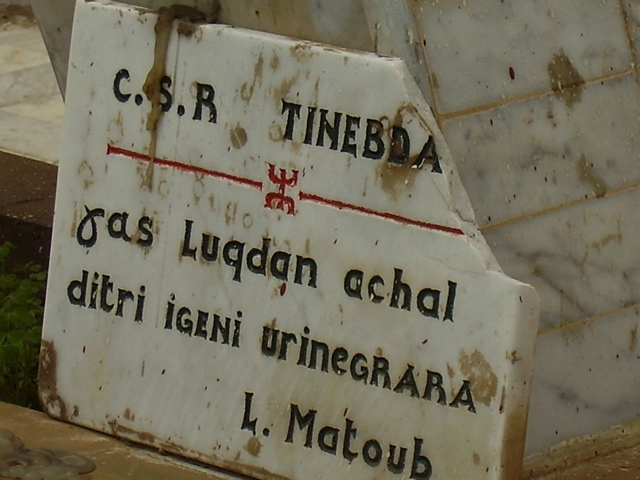 C.S.R TINEBDA
ⵣ
ɣas Luqdan achal
ditri iGENi urineGRARA
L. Matoub